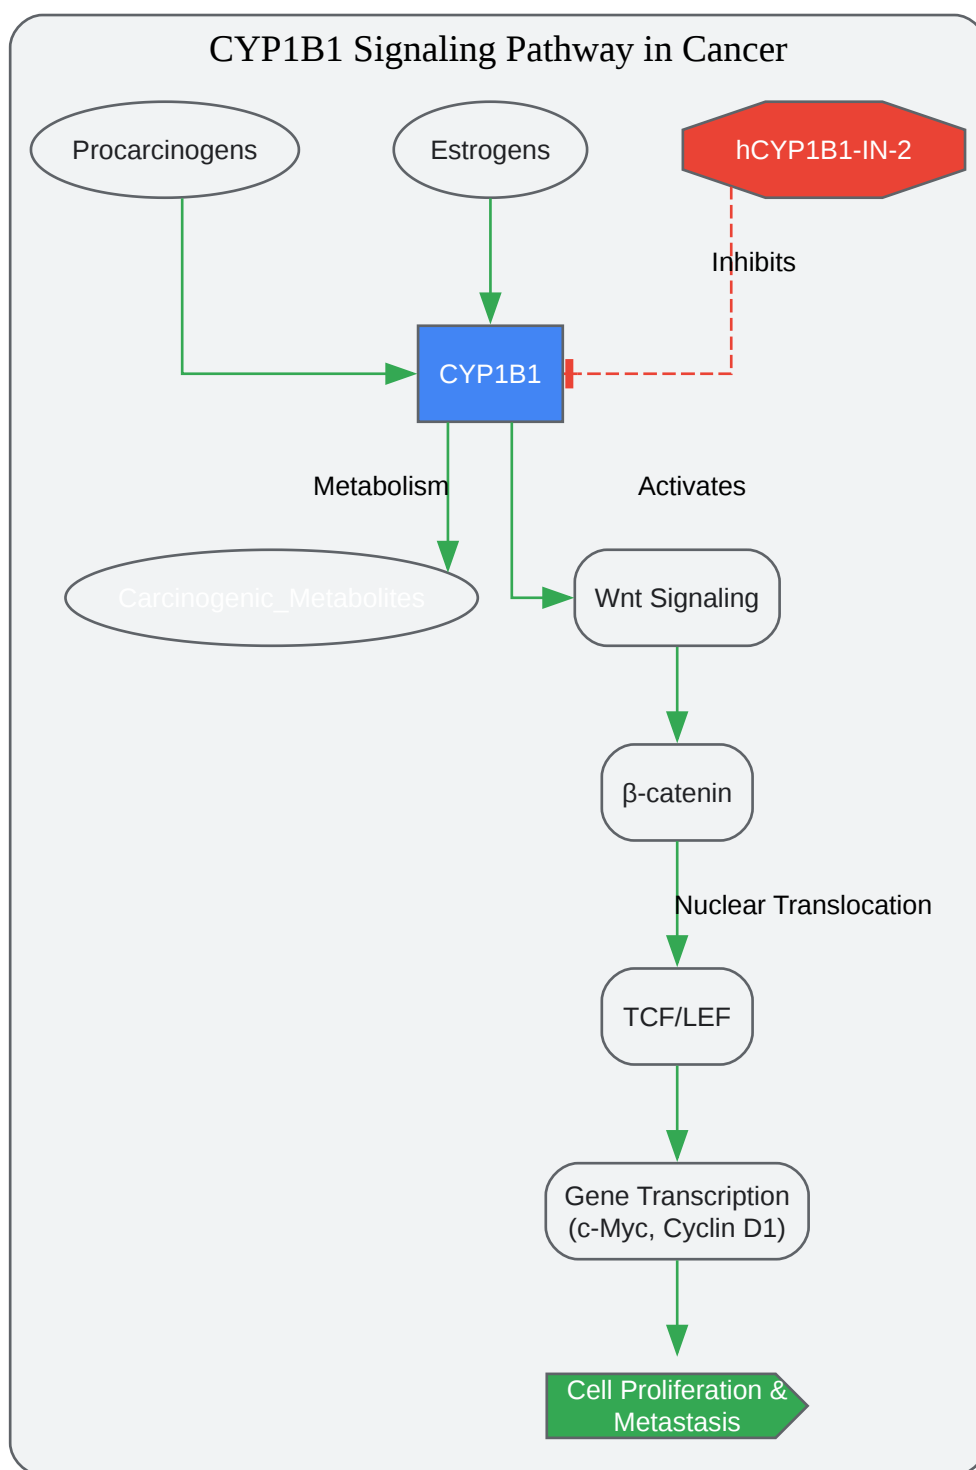 CYP1B1 Signaling Pathway in Cancer
Procarcinogens
Estrogens
hCYP1B1-IN-2
Inhibits
CYP1B1
Metabolism
Activates
Carcinogenic_Metabolites
Wnt Signaling
β-catenin
Nuclear Translocation
TCF/LEF
Gene Transcription
(c-Myc, Cyclin D1)
Cell Proliferation &
Metastasis